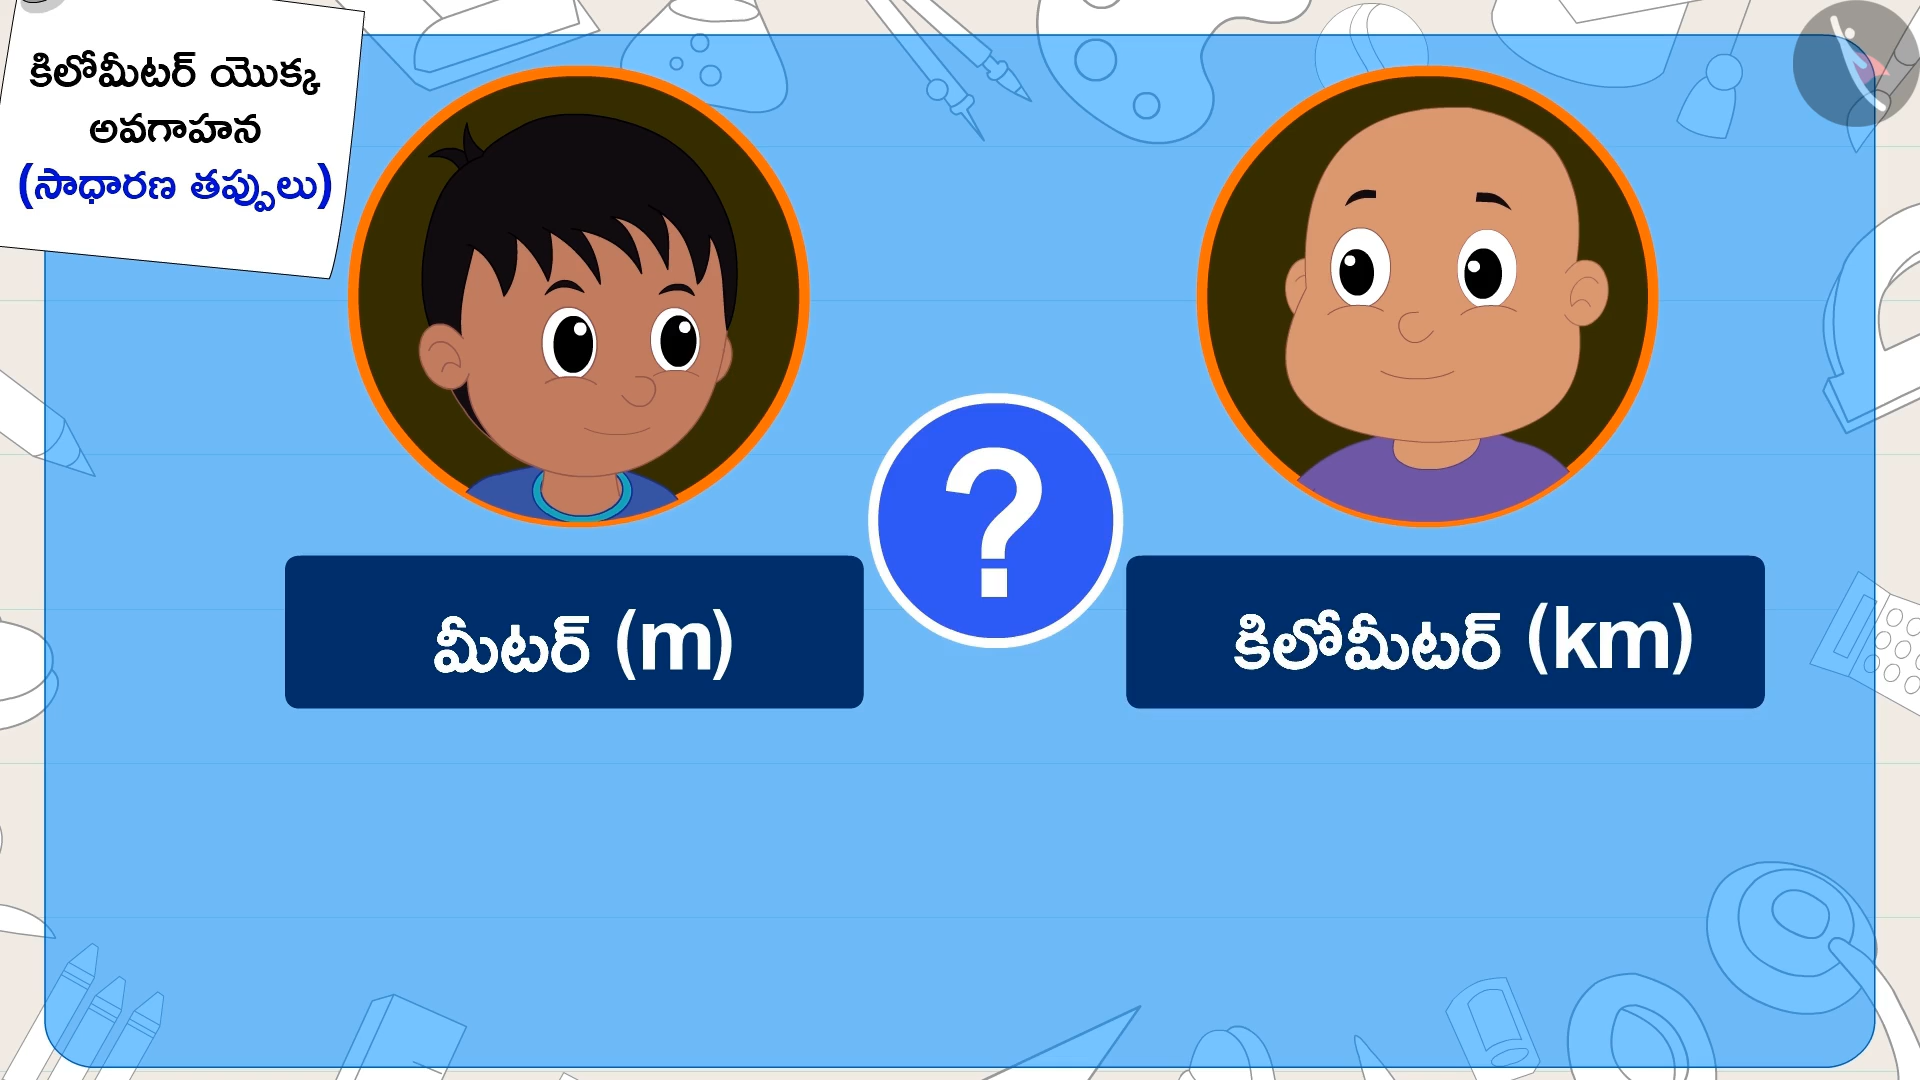 కిలోమీటర్ యొక్క
అవగాహన
(సాధారణ తప్పులు)
?
మీటర్ (m)
కిలోమీటర్ (km)